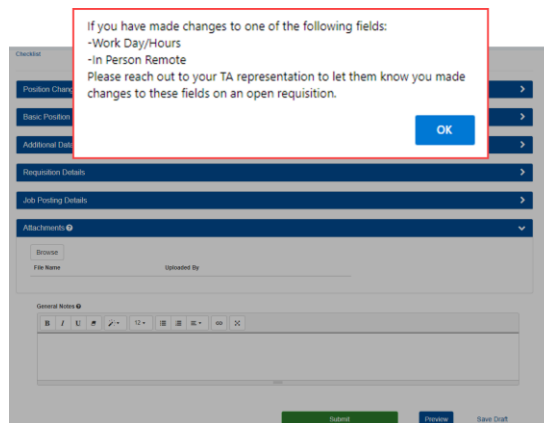 If you have made changes to one of the following fields:
-Work Day/Hours
-In Person Remote
Please reach out to your TA representation to let them know you made
changes to these fields on an open requisition.
OK
Checklist
Position Chang
Basic Position
Additional Data
Requisition Details
Job Posting Details
Attachments
Browse
File Name Uploaded By
General Notes
B I U 12
Submit Preview Save Draft